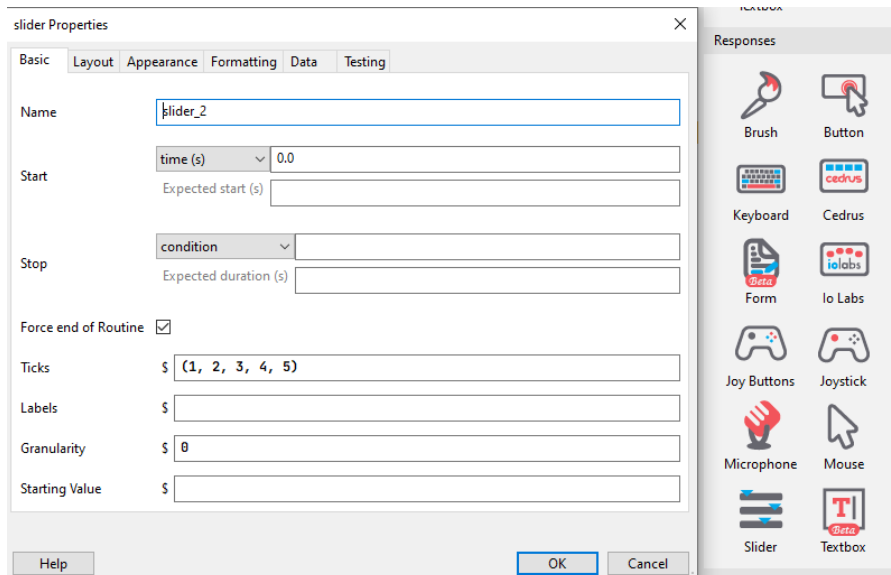 slider Properties
Basic Layout Appearance Formatting Data Testing
Name slider_2
Start time (s) 0.0
Expected start (s)
Stop condition
Expected duration (s)
Force end of Routine
Ticks $ (1, 2, 3, 4, 5)
Labels $
Granularity $ 0
Starting Value $
Help OK Cancel
Textbox
Responses
Brush Button
cedrus
Keyboard Cedrus
Beta iolabs
Form Io Labs
Joy Buttons Joystick
Microphone Mouse
T
Beta
Slider Textbox